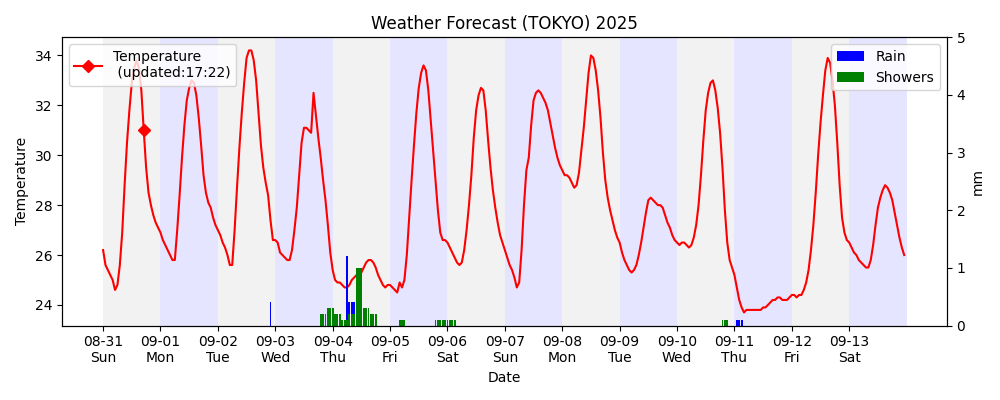 Weather Forecast (TOKYO) 2025
Temperature
(updated:17:22)
Rain
Showers
Temperature
34
32
30
28
26
24
5
4
3
2
1
0
mm
08-31 09-01 09-02 09-03 09-04 09-05 09-06 09-07 09-08 09-09 09-10 09-11 09-12 09-13
Sun Mon Tue Wed Thu Fri Sat Sun Mon Tue Wed Thu Fri Sat
Date